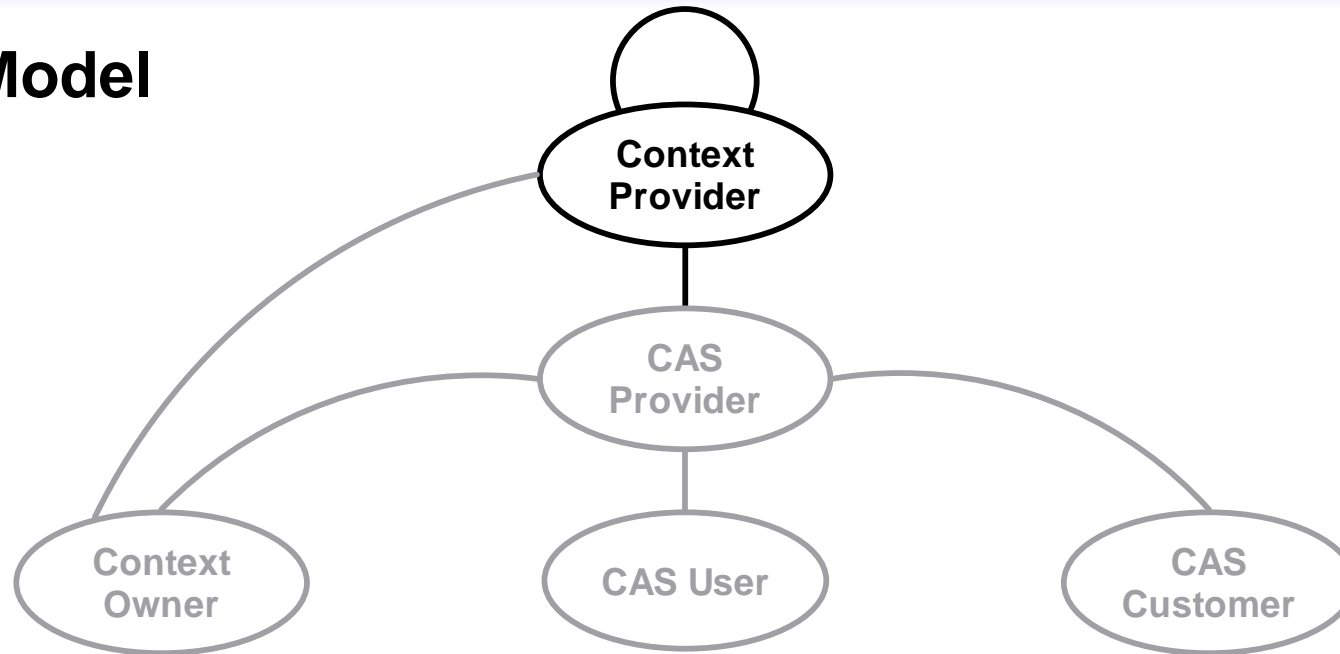 Model
Context
Provider
CAS
Provider
Context
Owner
CAS User
CAS
Customer